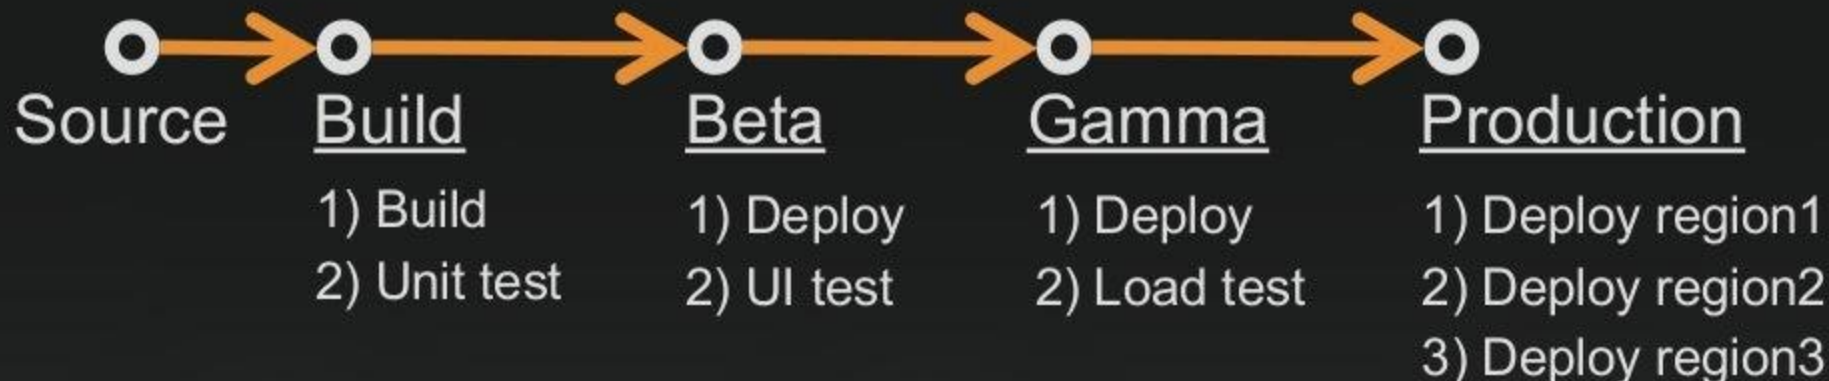 Source
Build
1) Build
2) Unit test
Beta
1) Deploy
2) UI test
Gamma
1) Deploy
2) Load test
Production
1) Deploy region1
2) Deploy region2
3) Deploy region3